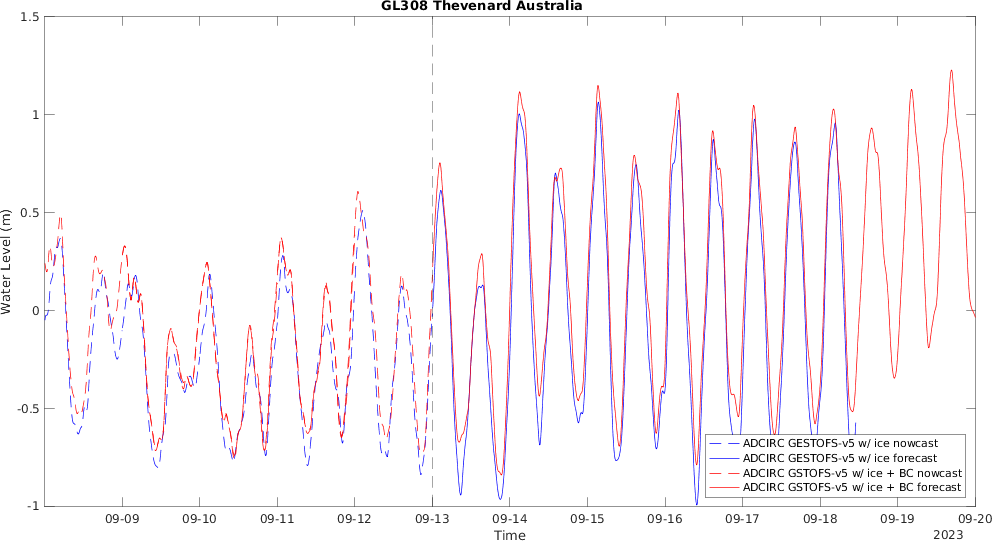 GL308 Thevenard Australia
1.5
1
0.5
0
-0.5
-1
Water Level (m)
09-09
09-10
09-11
09-12
09-13
09-14
09-15
09-16
09-17
09-18
09-19
09-20
Time
2023
ADCIRC GESTOFS-v5 w/ ice nowcast
ADCIRC GESTOFS-v5 w/ ice forecast
ADCIRC GSTOFS-v5 w/ ice + BC nowcast
ADCIRC GSTOFS-v5 w/ ice + BC forecast